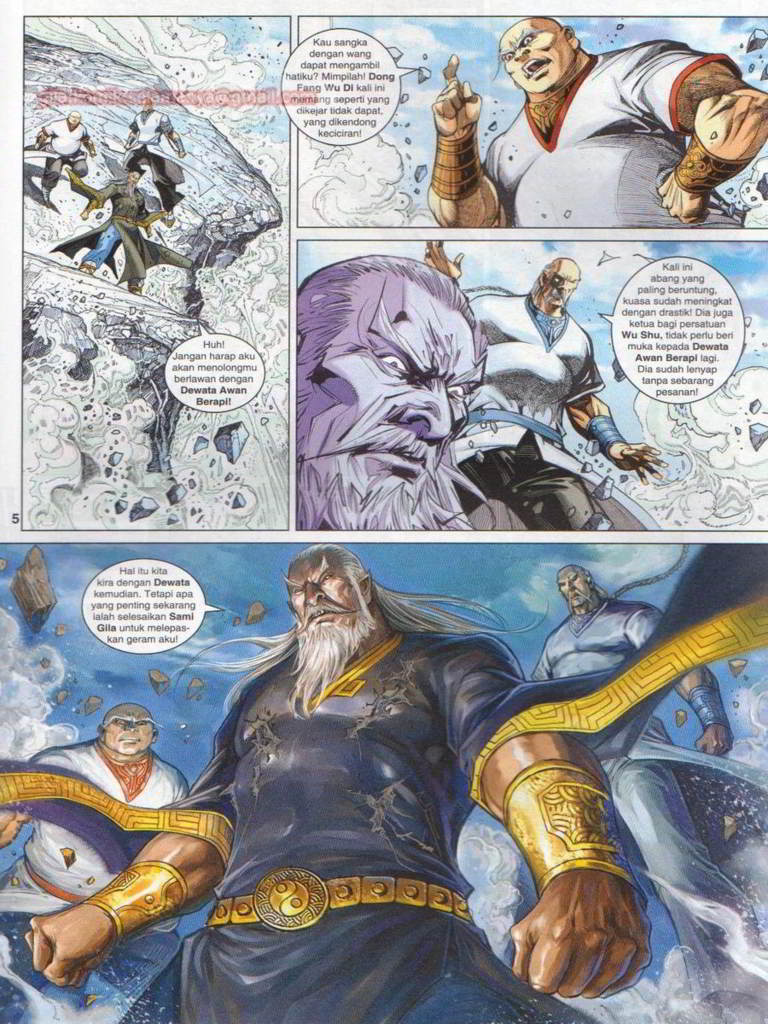 Kau sangka
dengan wang
dapat mengambil
hatiku? Mimpilah! Dong
Fang Wu Di kali ini
memang seperti yang
dikejar tidak dapat,
yang dikendong
keciciran!
Huh!
Jangan harap aku
akan menolongmu
berlawan dengan
Dewata Awan
Berapi!
Kali ini
abang yang
paling beruntung,
kuasa sudah meningkat
dengan drastik! Dia juga
ketua bagi persatuan
Wu Shu, tidak perlu beri
muka kepada Dewata
Awan Berapi lagi.
Dia sudah lenyap
tanpa sebarang
pesanan!
5
Hal itu kita
kira dengan Dewata
kemudian. Tetapi apa
yang penting sekarang
ialah selesaikan Sami
Gila untuk melepas-
kan geram aku!